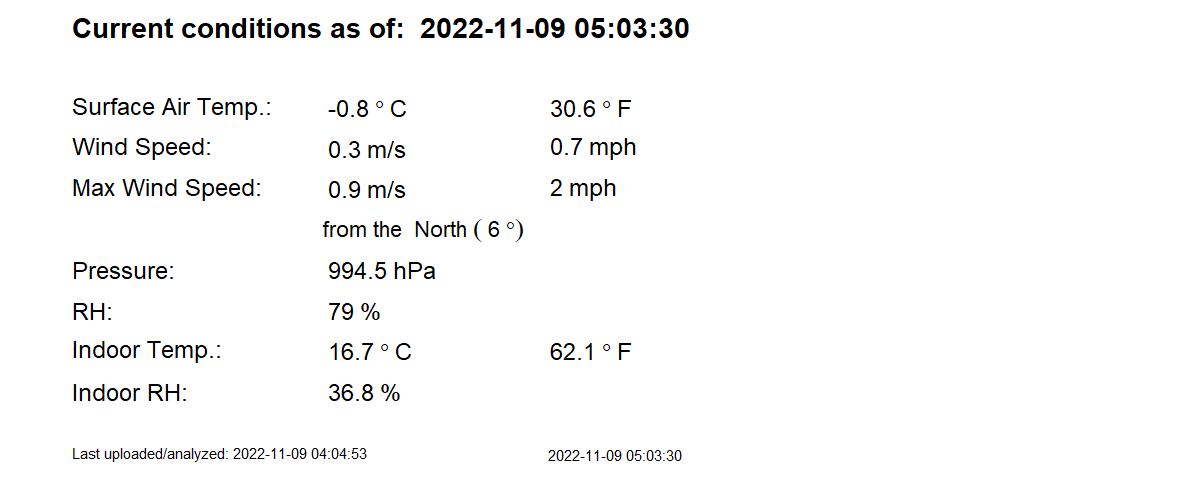 Current conditions as of: 2022-11-09 05:03:30
Surface Air Temp.: -0.8 ° C 30.6 ° F
Wind Speed: 0.3 m/s 0.7 mph
Max Wind Speed: 0.9 m/s 2 mph
from the North ( 6 °)
Pressure: 994.5 hPa
RH: 79 %
Indoor Temp.: 16.7 ° C 62.1 ° F
Indoor RH: 36.8 %
Last uploaded/analyzed: 2022-11-09 04:04:53 2022-11-09 05:03:30